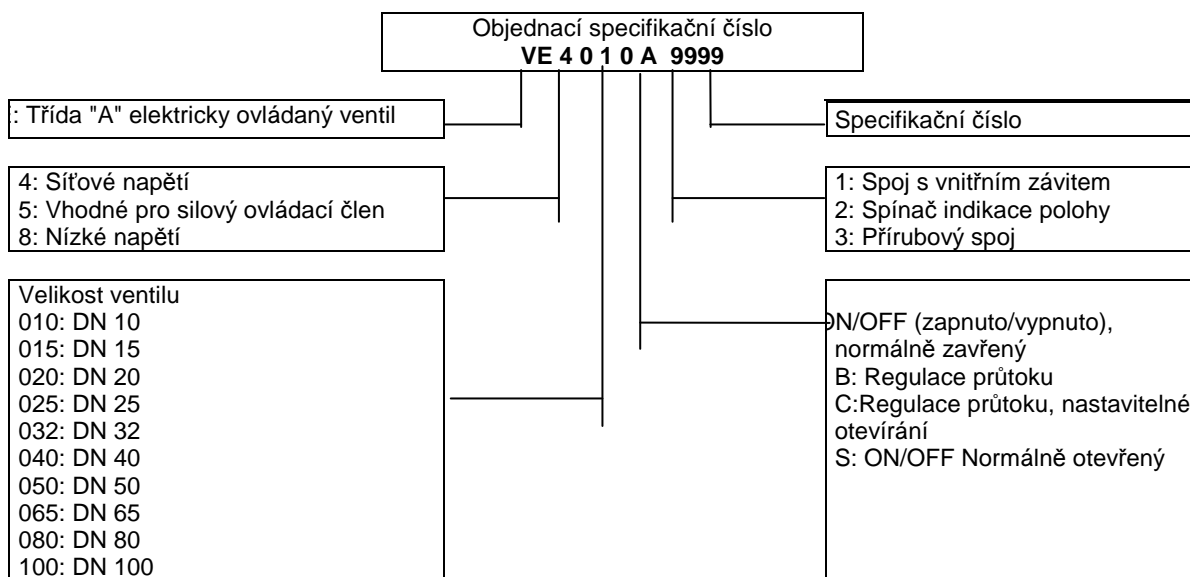 Objednací specifikační číslo
VE 4 0 1 0 A 9999
: Třída "A" elektricky ovládaný ventil
Specifikační číslo
4: Síťové napětí
5: Vhodné pro silový ovládací člen
8: Nízké napětí
1: Spoj s vnitřním závitem
2: Spínač indikace polohy
3: Přírubový spoj
Velikost ventilu
010: DN 10
015: DN 15
020: DN 20
025: DN 25
032: DN 32
040: DN 40
050: DN 50
065: DN 65
080: DN 80
100: DN 100
ON/OFF (zapnuto/vypnuto),
normálně zavřený
B: Regulace průtoku
C:Regulace průtoku, nastavitelné
otevírání
S: ON/OFF Normálně otevřený